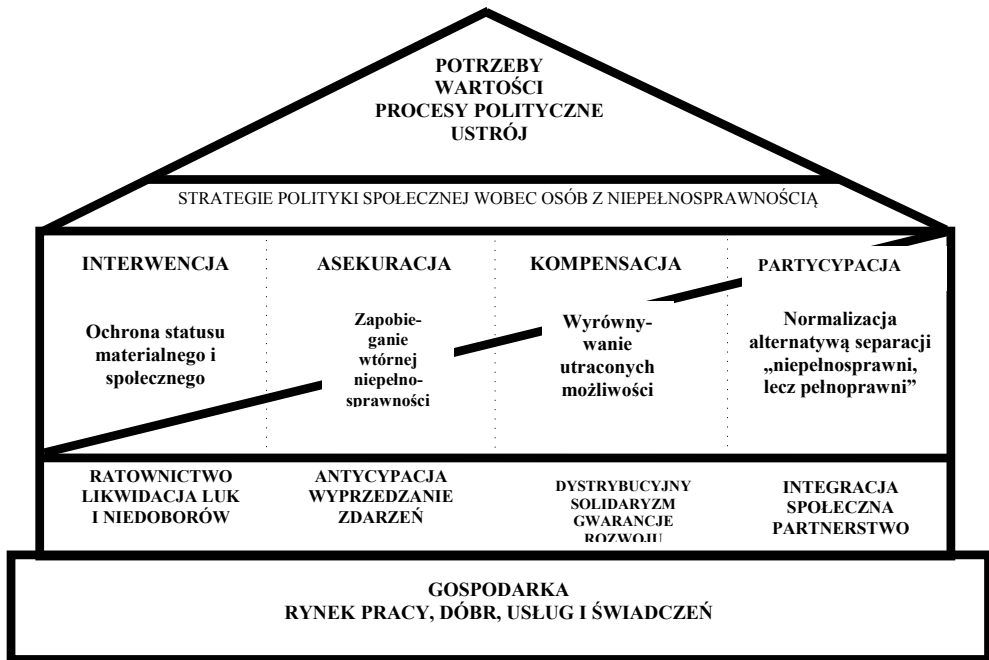 POTRZEBY
WARTOŚCI
PROCESY POLITYCZNE
USTRÓJ
STRATEGIE POLITYKI SPOŁECZNEJ WOBEC OSÓB Z NIEPEŁNOSPRAWNOŚCIĄ
INTERWENCJA
Ochrona statusu
materialnego i
społecznego
ASEKURACJA
Zapobie-
ganie
wtórnej
niepełno-
sprawności
KOMPENSACJA
Wyrówny-
wanie
utraconych
możliwości
PARTYCYPACJA
Normalizacja
alternatywą separacji
„niepełnosprawni,
lecz pełnoprawni”
RATOWNICTWO
LIKWIDACJA LUK
I NIEDOBORÓW
ANTYCYPACJA
WYPRZEDZANIE
ZDARZEŃ
DYSTRYBUCYJNY
SOLIDARYZM
GWARANCJE
ROZWOJU
INTEGRACJA
SPOŁECZNA
PARTNERSTWO
GOSPODARKA
RYNEK PRACY, DÓBR, USŁUG I ŚWIADCZEŃ